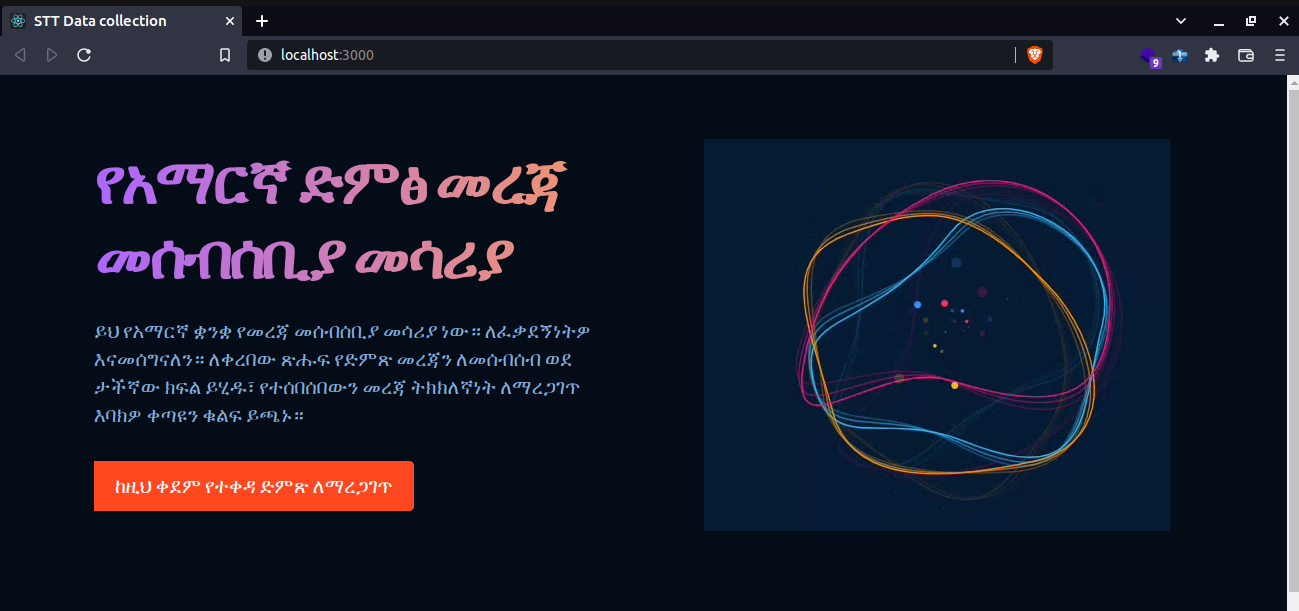 STT Data collection
localhost:3000
9
የአማርኛ ድምፅ መረጃ
መሰብሰቢያ መሳሪያ
ይህ የአማርኛ ቋንቋ የመረጃ መሰብሰቢያ መሳሪያ ነው። ለፈቃደኝነትዎ
እናመሰግናለን። ለቀረበው ጽሑፍ የድምጽ መረጃን ለመሰብሰብ ወደ
ታችኛው ክፍል ይሂዱ፣ የተሰበሰበውን መረጃ ትክክለኛነት ለማረጋገጥ
እባክዎ ቀጣዩን ቁልፍ ይጫኑ።
ከዚህ ቀደም የተቀዳ ድምጽ ለማረጋገጥ